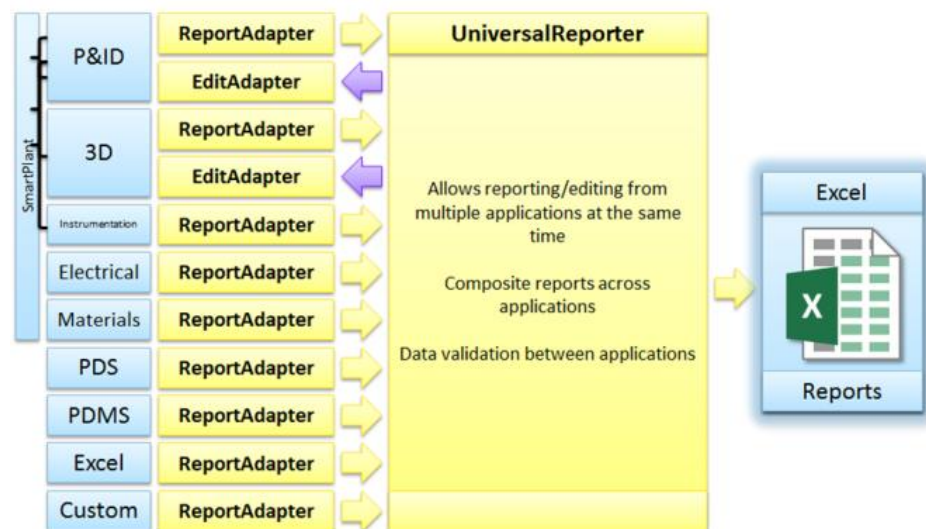 SmartPlant
P&ID
ReportAdapter
EditAdapter
3D
ReportAdapter
EditAdapter
Instrumentation
ReportAdapter
Electrical
ReportAdapter
Materials
ReportAdapter
PDS
ReportAdapter
PDMS
ReportAdapter
Excel
ReportAdapter
Custom
ReportAdapter
UniversalReporter
Allows reporting/editing from
multiple applications at the same
time
Composite reports across
applications
Data validation between applications
Excel
X
Reports